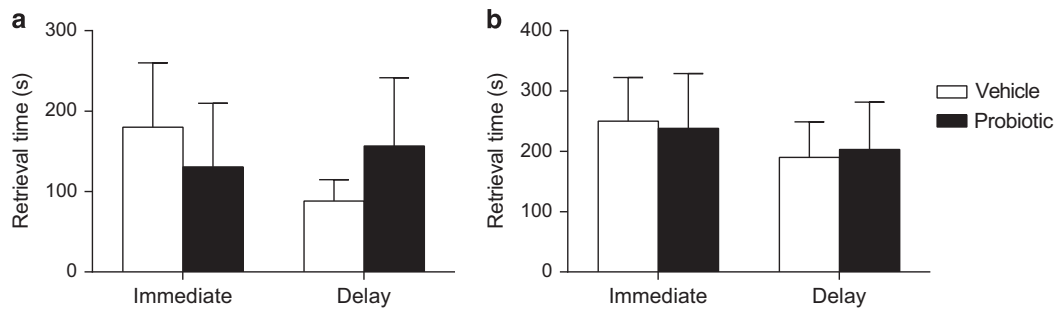 a
300
200
100
0
Retrieval time (s)
Immediate Delay
b
400
300
200
100
0
Retrieval time (s)
Immediate Delay
Vehicle
Probiotic